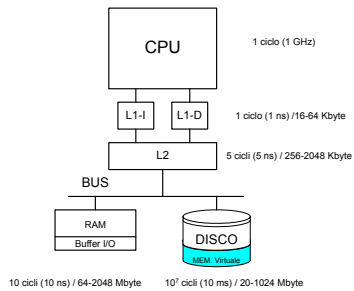 CPU
1 ciclo (1 GHz)
L1-I
L1-D
1 ciclo (1 ns) /16-64 Kbyte
L2
5 cicli (5 ns) / 256-2048 Kbyte
BUS
RAM
Buffer I/O
DISCO
MEM. Virtuale
10 cicli (10 ns) / 64-2048 Mbyte
10⁷ cicli (10 ms) / 20-1024 Mbyte